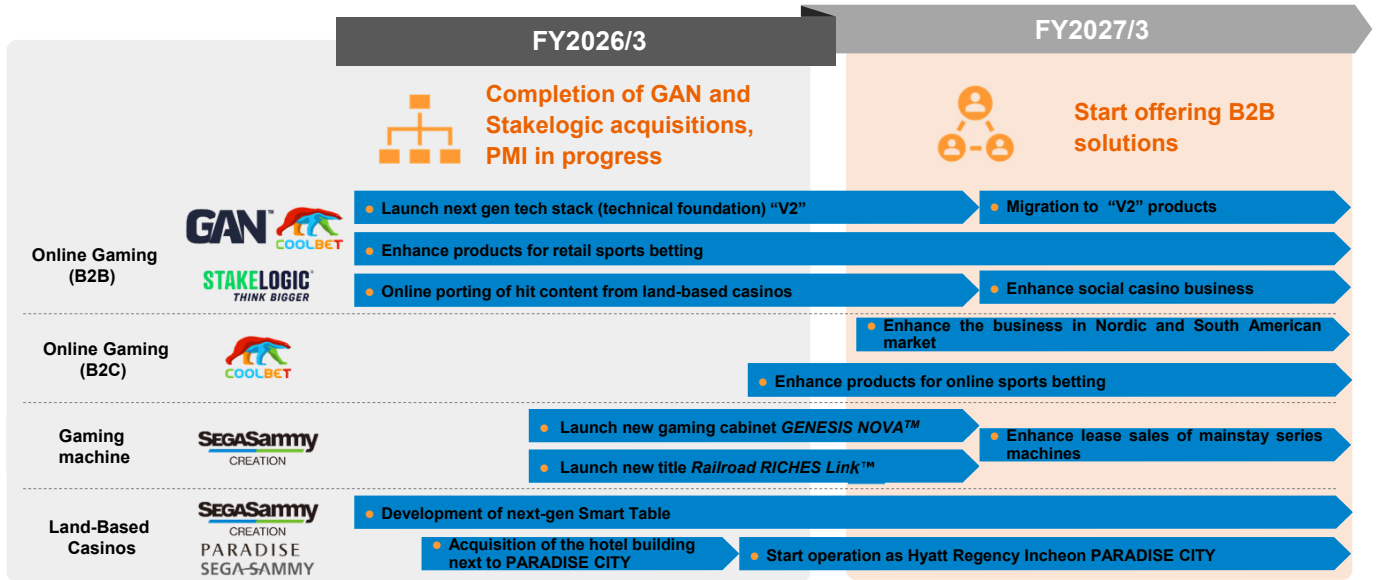 FY2026/3
FY2027/3
Completion of GAN and
Stakelogic acquisitions,
PMI in progress
Start offering B2B
solutions
Online Gaming
(B2B)
GAN™
COOLBET
STAKELOGIC®
THINK BIGGER
● Launch next gen tech stack (technical foundation) “V2”
● Migration to “V2” products
● Enhance products for retail sports betting
● Online porting of hit content from land-based casinos
● Enhance social casino business
Online Gaming
(B2C)
COOLBET
● Enhance the business in Nordic and South American
market
● Enhance products for online sports betting
Gaming
machine
SEGASammy
CREATION
● Launch new gaming cabinet GENESIS NOVA™
● Launch new title Railroad RICHES Link™
● Enhance lease sales of mainstay series
machines
Land-Based
Casinos
SEGASammy
CREATION
PARADISE
SEGA-SAMMY
● Development of next-gen Smart Table
● Acquisition of the hotel building
next to PARADISE CITY
● Start operation as Hyatt Regency Incheon PARADISE CITY